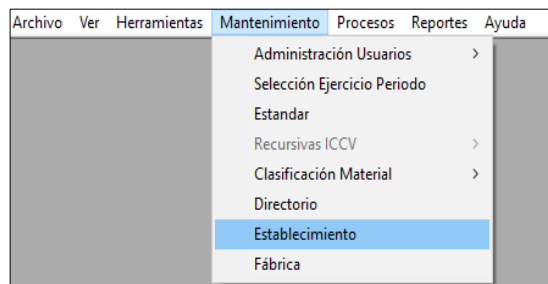 Archivo Ver Herramientas Mantenimiento Procesos Reportes Ayuda
Administración Usuarios
Selección Ejercicio Periodo
Estandar
Recursivas ICCV
Clasificación Material
Directorio
Establecimiento
Fábrica